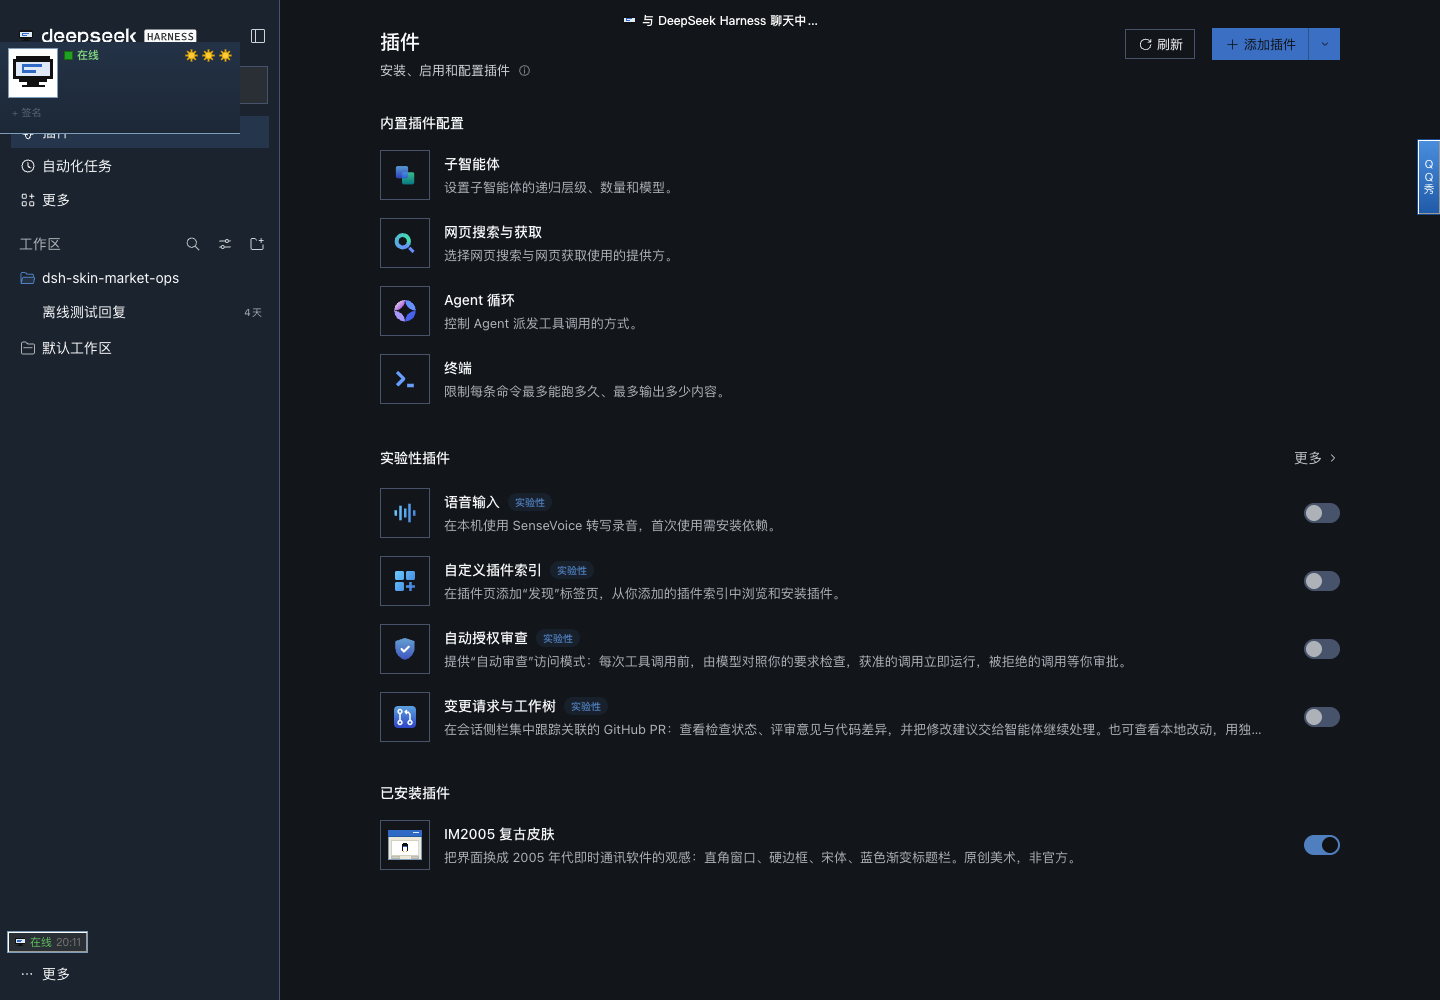 与 DeepSeek Harness 聊天中...
deepseek HARNESS
在线
+ 签名
插件
自动化任务
更多
工作区
dsh-skin-market-ops
离线测试回复
4 天
默认工作区
在线 20:11
更多
插件
安装、启用和配置插件
刷新
添加插件
内置插件配置
子智能体
设置子智能体的递归层级、数量和模型。
网页搜索与获取
选择网页搜索与网页获取使用的提供方。
Agent 循环
控制 Agent 派发工具调用的方式。
终端
限制每条命令最多能跑多久、最多输出多少内容。
实验性插件
更多
语音输入 实验性
在本机使用 SenseVoice 转写录音，首次使用需安装依赖。
自定义插件索引 实验性
在插件页添加“发现”标签页，从你添加的插件索引中浏览和安装插件。
自动授权审查 实验性
提供“自动审查”访问模式：每次工具调用前，由模型对照你的要求检查，获准的调用立即运行，被拒绝的调用等你审批。
变更请求与工作树 实验性
在会话侧栏集中跟踪关联的 GitHub PR：查看检查状态、评审意见与代码差异，并把修改建议交给智能体继续处理。也可查看本地改动，用独...
已安装插件
IM2005 复古皮肤
把界面换成 2005 年代即时通讯软件的观感：直角窗口、硬边框、宋体、蓝色渐变标题栏。原创美术，非官方。
QQ秀